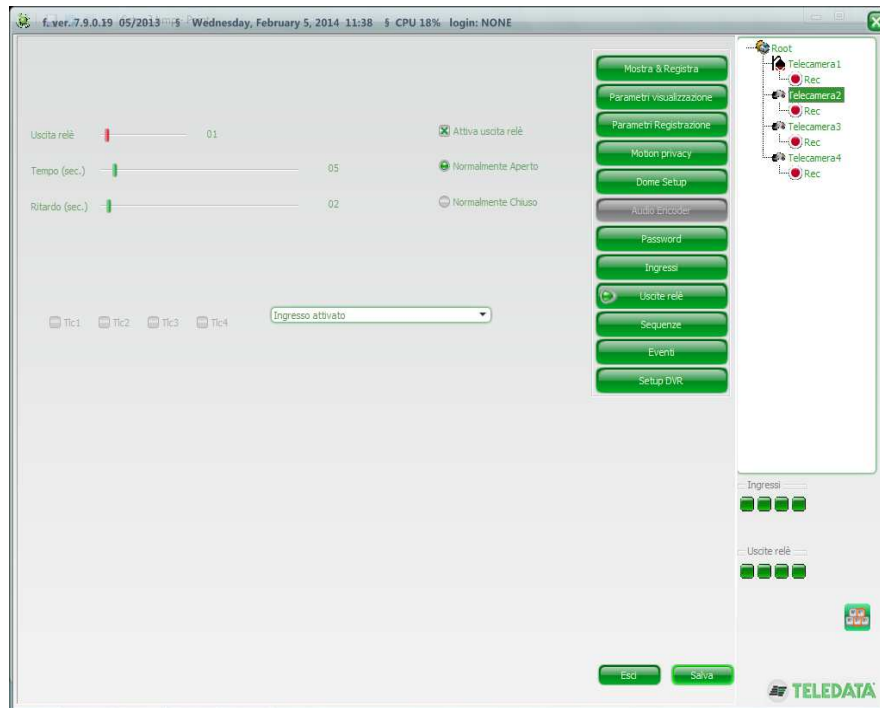 f. ver. 7.9.0.19 05/2013 § Wednesday, February 5, 2014 11:38 § CPU 18% login: NONE
Uscita relè 01
Attiva uscita relè
Tempo (sec.) 05
Normalmente Aperto
Ritardo (sec.) 02
Normalmente Chiuso
Tlc1 Tlc2 Tlc3 Tlc4
Ingresso attivato
Mostra & Registra
Parametri visualizzazione
Parametri Registrazione
Motion privacy
Dome Setup
Audio Encoder
Password
Ingressi
Uscite relè
Sequenze
Eventi
Setup DVR
Root
Telecamera1
Rec
Telecamera2
Rec
Telecamera3
Rec
Telecamera4
Rec
Ingressi
Uscite relè
Esci Salva
TELEDATA